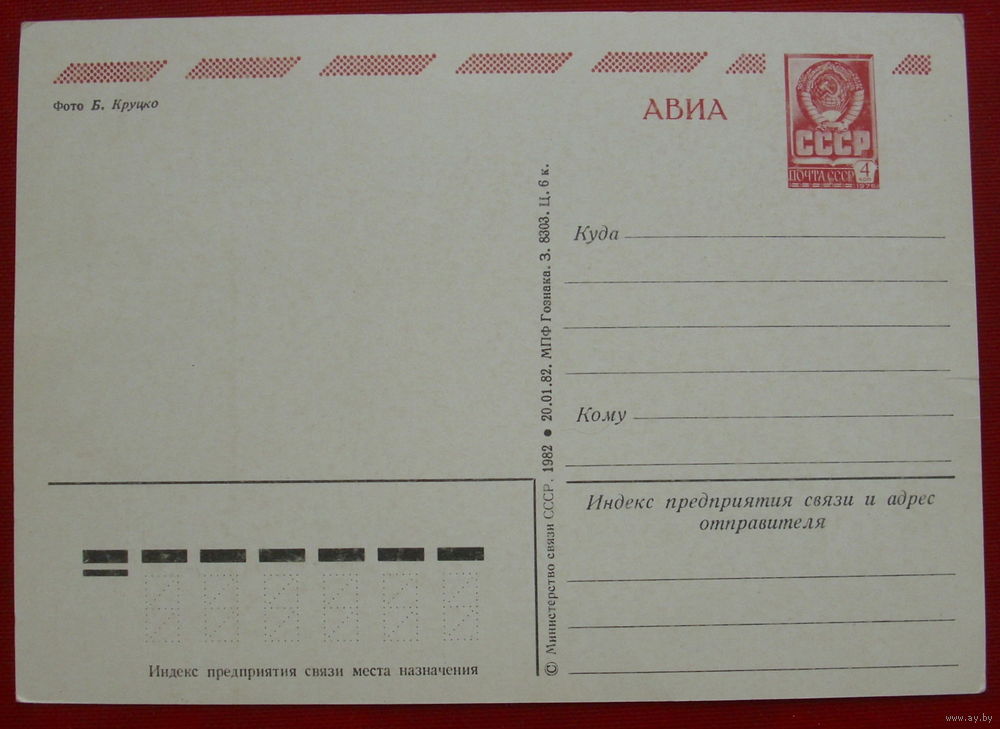 Фото Б. Круцко
АВИА
СССР
ПОЧТА СССР
4
КОП
1976
Куда
Кому
Индекс предприятия связи и адрес
отправителя
© Министерство связи СССР. 1982 ● 20.01.82. МПФ Гознака. З. 8303. Ц. 6 к.
Индекс предприятия связи места назначения
www.ay.by